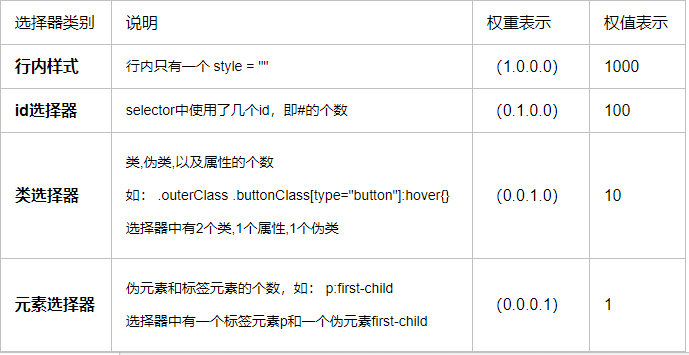 选择器类别 说明 权重表示 权值表示
行内样式 行内只有一个 style = "" （1.0.0.0) 1000
id选择器 selector中使用了几个id，即#的个数 （0.1.0.0) 100
类,伪类,以及属性的个数
类选择器 如： .outerClass .buttonClass[type="button"]:hover{} （0.0.1.0) 10
选择器中有2个类,1个属性,1个伪类
伪元素和标签元素的个数，如： p:first-child
元素选择器 （0.0.0.1) 1
选择器中有一个标签元素p和一个伪元素first-child